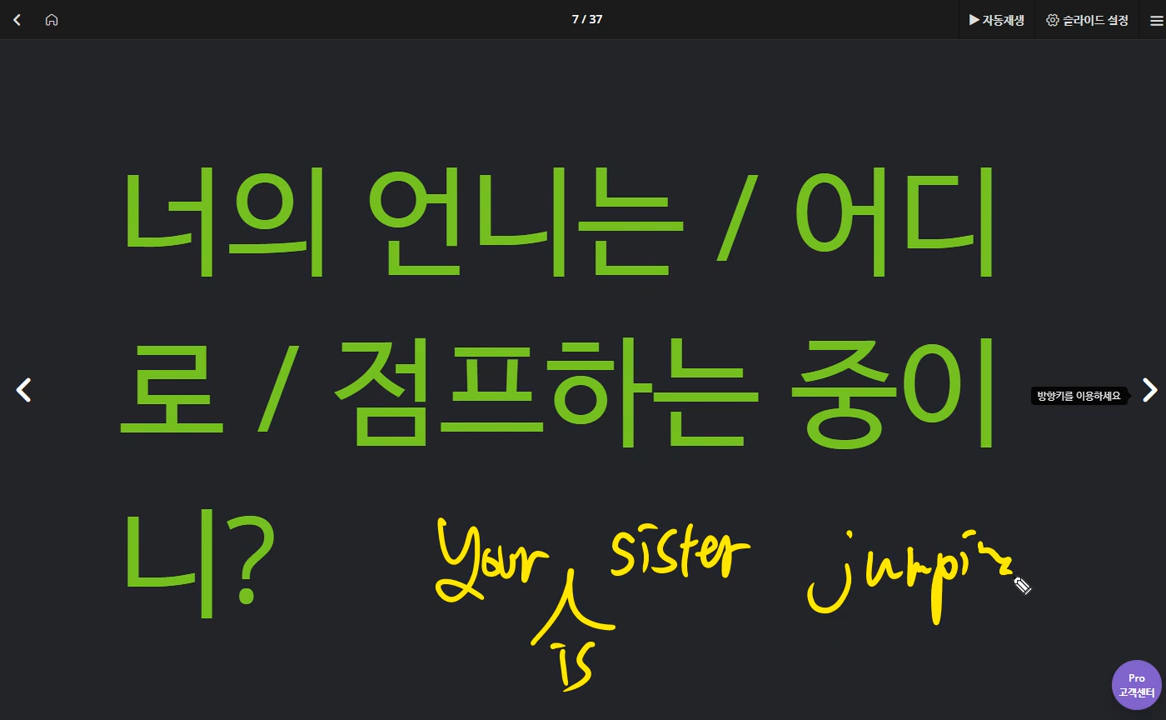 7 / 37
자동재생
슬라이드 설정
너의 언니는 / 어디
로 / 점프하는 중이
니?
방향키를 이용하세요
your sister jumpin
is
Pro
고객센터